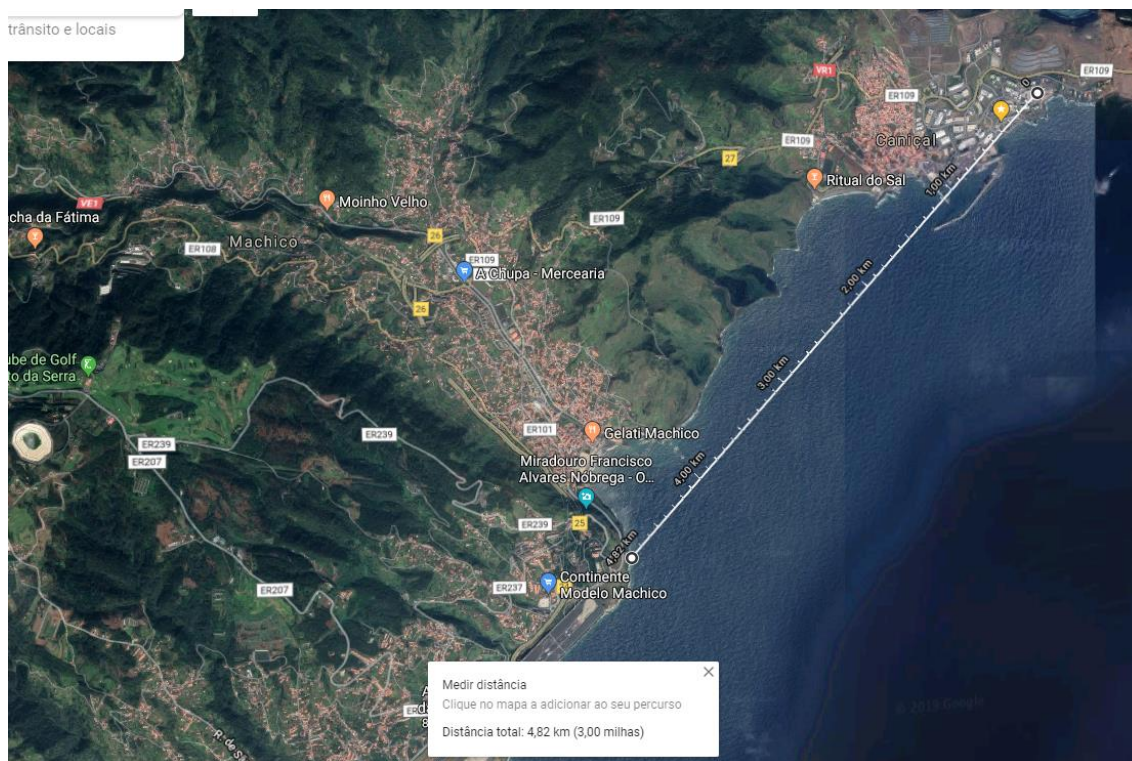 trânsito e locais
VR1
ER109
ER109
0
Caniçal
ER109
1,00 km
27
Ritual do Sal
Moinho Velho
VE1
cha da Fátima
ER109
26
Machico
ER108
ER109
A Chupa - Mercearia
2,00 km
26
ube de Golf
to da Serra
3,00 km
ER239
ER101
Gelati Machico
ER239
ER207
Miradouro Francisco
Alvares Nóbrega - O...
4,00 km
ER239
25
4,82 km
ER237
Continente
Modelo Machico
ER207
Medir distância
Clique no mapa a adicionar ao seu percurso
Distância total: 4,82 km (3,00 milhas)
© 2019 Google